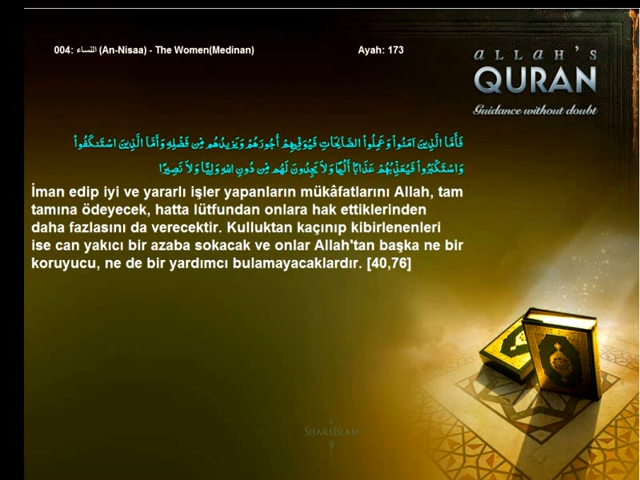 004: النساء (An-Nisaa) - The Women(Medinan)
Ayah: 173
ALLAH'S
QURAN
Guidance without doubt
فَأَمَّا الَّذِينَ آمَنُواْ وَعَمِلُواْ الصَّالِحَاتِ فَيُوَفِّيهِمْ أُجُورَهُمْ وَيَزِيدُهُم مِّن فَضْلِهِ وَأَمَّا الَّذِينَ اسْتَنكَفُواْ
وَاسْتَكْبَرُواْ فَيُعَذِّبُهُمْ عَذَابًا أَلِيمًا وَلاَ يَجِدُونَ لَهُم مِّن دُونِ اللّهِ وَلِيًّا وَلاَ نَصِيرًا
İman edip iyi ve yararlı işler yapanların mükâfatlarını Allah, tam
tamına ödeyecek, hatta lütfundan onlara hak ettiklerinden
daha fazlasını da verecektir. Kulluktan kaçınıp kibirlenenleri
ise can yakıcı bir azaba sokacak ve onlar Allah'tan başka ne bir
koruyucu, ne de bir yardımcı bulamayacaklardır. [40,76]
SHAREISLAM